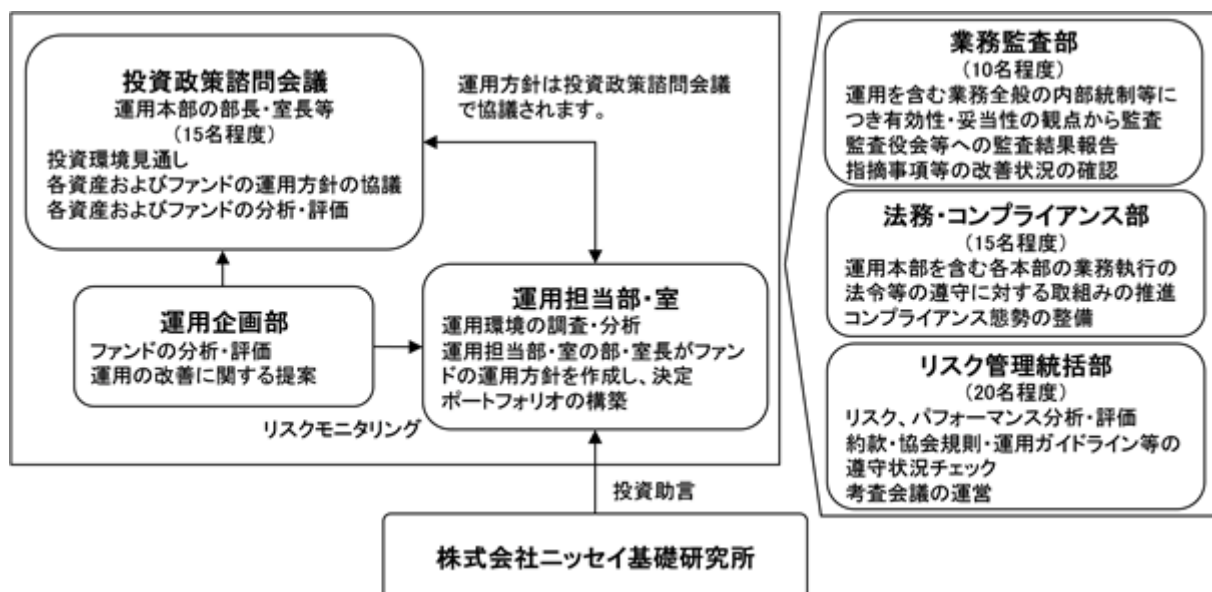 投資政策諮問会議
運用本部の部長・室長等
(15名程度)
投資環境見通し
各資産およびファンドの運用方針の協議
各資産およびファンドの分析・評価
運用方針は投資政策諮問会議
で協議されます。
運用企画部
ファンドの分析・評価
運用の改善に関する提案
リスクモニタリング
運用担当部・室
運用環境の調査・分析
運用担当部・室の部・室長がファン
ドの運用方針を作成し、決定
ポートフォリオの構築
投資助言
株式会社ニッセイ基礎研究所
業務監査部
(10名程度)
運用を含む業務全般の内部統制等に
つき有効性・妥当性の観点から監査
監査役会等への監査結果報告
指摘事項等の改善状況の確認
法務・コンプライアンス部
(15名程度)
運用本部を含む各本部の業務執行の
法令等の遵守に対する取組みの推進
コンプライアンス態勢の整備
リスク管理統括部
(20名程度)
リスク、パフォーマンス分析・評価
約款・協会規則・運用ガイドライン等の
遵守状況チェック
考査会議の運営